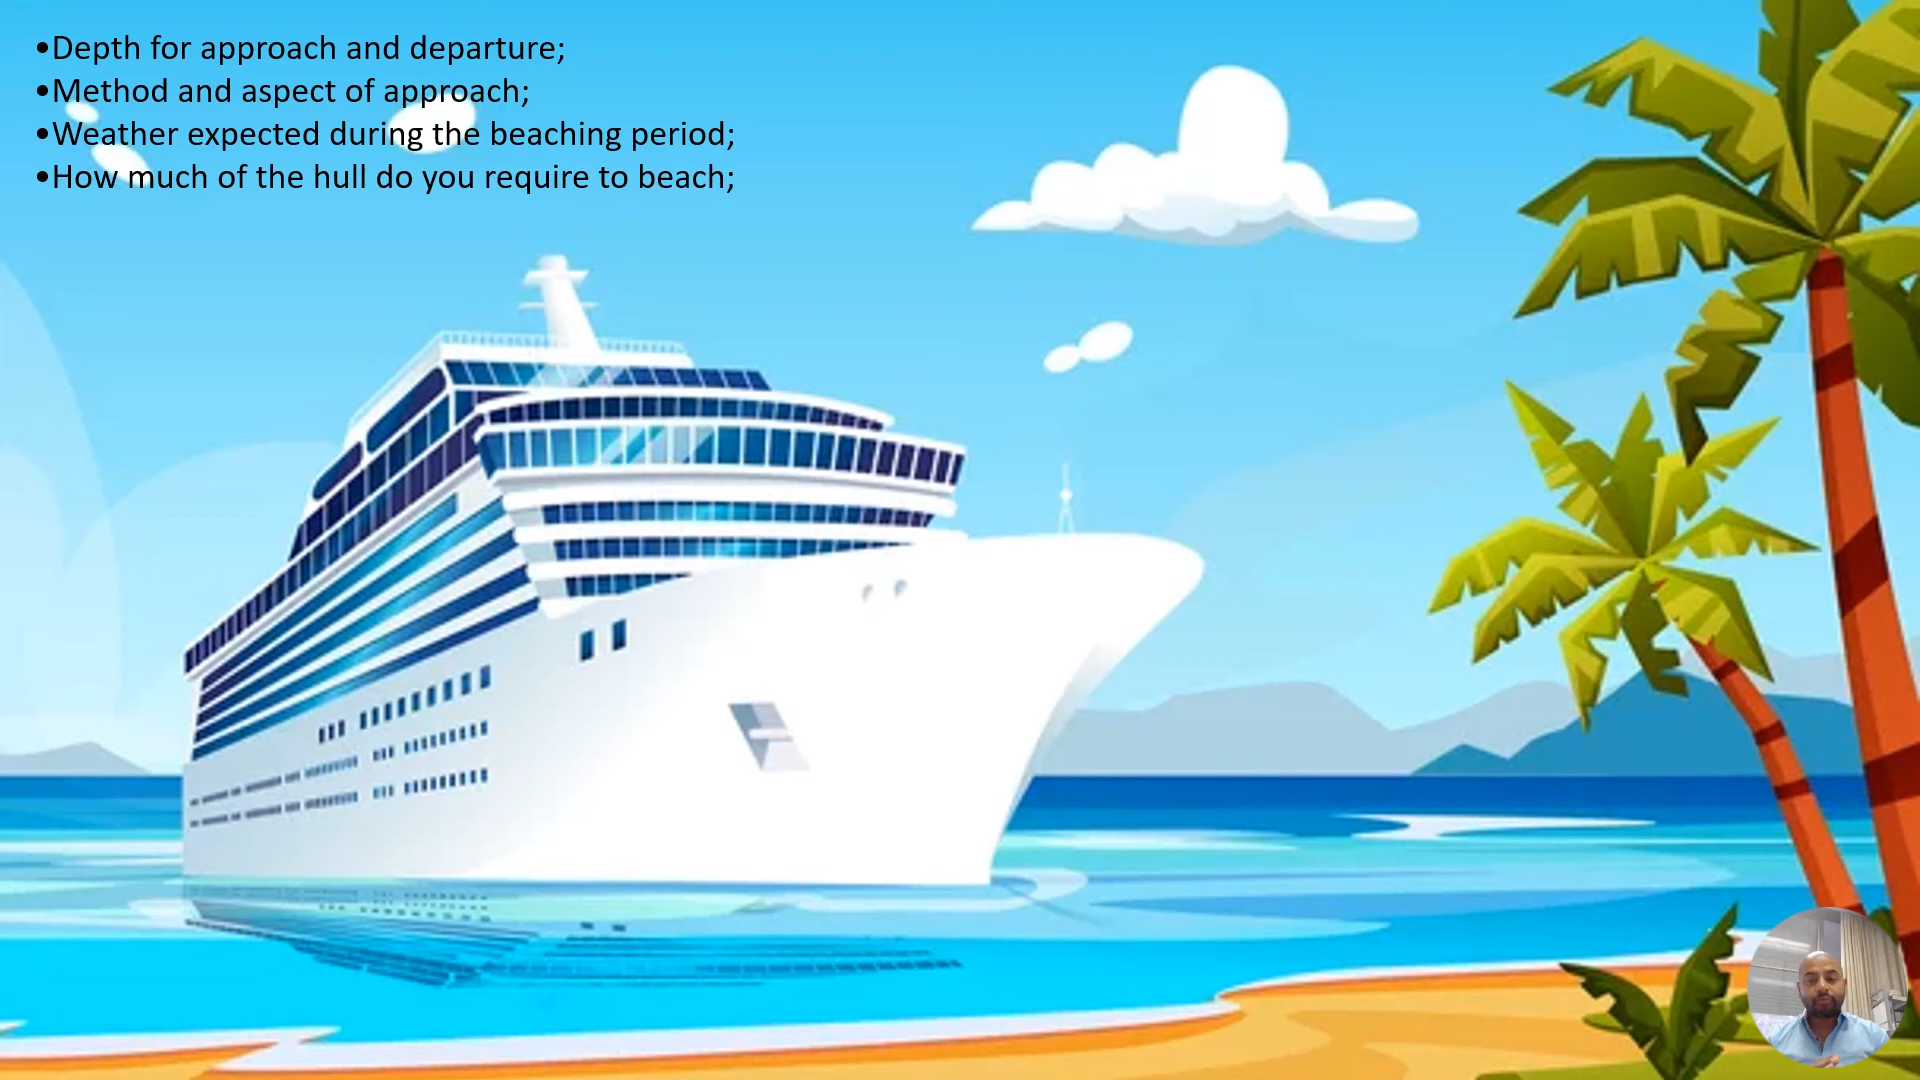 •Depth for approach and departure;
•Method and aspect of approach;
•Weather expected during the beaching period;
•How much of the hull do you require to beach;